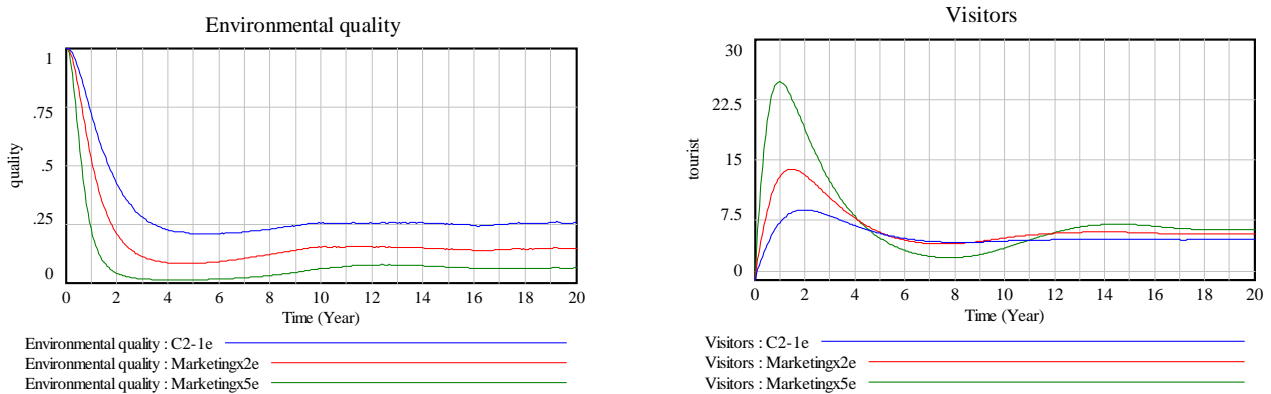 Environmental quality
1
.75
.5
.25
0
quality
0 2 4 6 8 10 12 14 16 18 20
Time (Year)
Environmental quality : C2-1e
Environmental quality : Marketingx2e
Environmental quality : Marketingx5e
Visitors
30
22.5
15
7.5
0
tourist
0 2 4 6 8 10 12 14 16 18 20
Time (Year)
Visitors : C2-1e
Visitors : Marketingx2e
Visitors : Marketingx5e